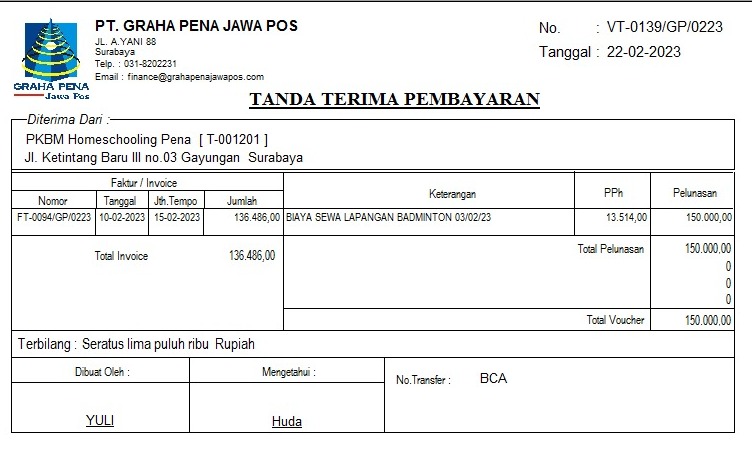 PT. GRAHA PENA JAWA POS
JL. A.YANI 88
Surabaya
Telp. : 031-8202231
Email : finance@grahapenajawapos.com
GRAHA PENA
Jawa Pos
No. : VT-0139/GP/0223
Tanggal : 22-02-2023
TANDA TERIMA PEMBAYARAN
Diterima Dari :
PKBM Homeschooling Pena [ T-001201 ]
Jl. Ketintang Baru III no.03 Gayungan Surabaya
Faktur / Invoice
Nomor Tanggal Jth.Tempo Jumlah Keterangan PPh Pelunasan
FT-0094/GP/0223 10-02-2023 15-02-2023 136.486,00 BIAYA SEWA LAPANGAN BADMINTON 03/02/23 13.514,00 150.000,00
Total Invoice 136.486,00 Total Pelunasan 150.000,00
0
0
0
Total Voucher 150.000,00
Terbilang : Seratus lima puluh ribu Rupiah
Dibuat Oleh : Mengetahui : No.Transfer : BCA
YULI Huda